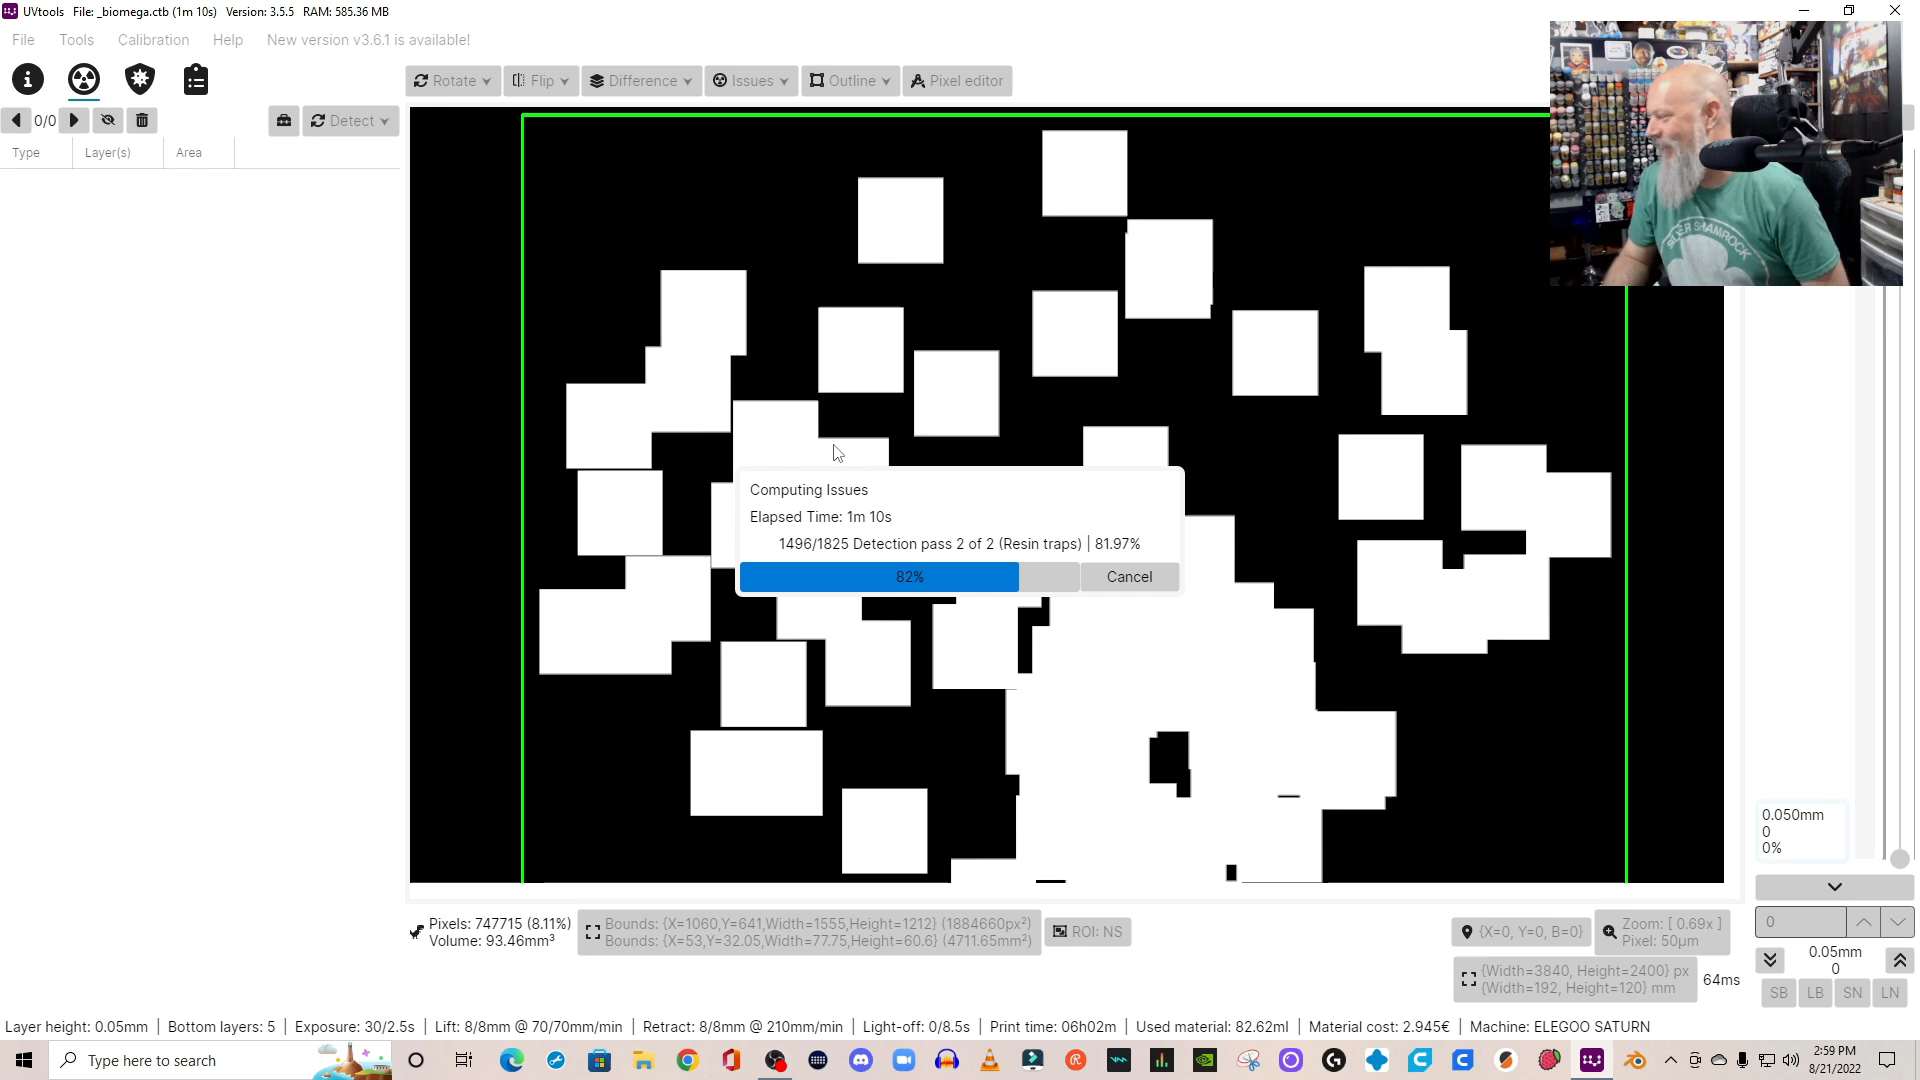 UVtools File: _biomega.ctb (1m 10s) Version: 3.5.5 RAM: 585.36 MB
File Tools Calibration Help New version v3.6.1 is available!
Rotate Flip Difference Issues Outline Pixel editor
0/0 Detect
Type Layer(s) Area
SILVER SHAMROCK
Computing Issues
Elapsed Time: 1m 10s
1496/1825 Detection pass 2 of 2 (Resin traps) | 81.97%
82% Cancel
0.050mm
0
0%
0
0.05mm
0
SB LB SN LN
Pixels: 747715 (8.11%)
Volume: 93.46mm³
Bounds: {X=1060,Y=641,Width=1555,Height=1212} (1884660px²)
Bounds: {X=53,Y=32.05,Width=77.75,Height=60.6} (4711.65mm²)
ROI: NS
{X=0, Y=0, B=0}
Zoom: [ 0.69x ]
Pixel: 50µm
{Width=3840, Height=2400} px
{Width=192, Height=120} mm
64ms
Layer height: 0.05mm | Bottom layers: 5 | Exposure: 30/2.5s | Lift: 8/8mm @ 70/70mm/min | Retract: 8/8mm @ 210mm/min | Light-off: 0/8.5s | Print time: 06h02m | Used material: 82.62ml | Material cost: 2.945€ | Machine: ELEGOO SATURN
Type here to search
2:59 PM
8/21/2022